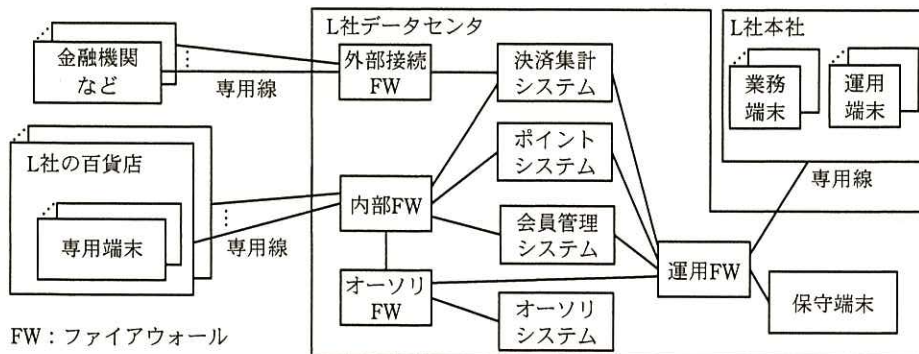 L社データセンタ
L社本社
金融機関
など
専用線
外部接続
FW
決済集計
システム
業務
端末
運用
端末
専用線
L社の百貨店
専用端末
専用線
内部FW
ポイント
システム
会員管理
システム
オーソリ
FW
オーソリ
システム
運用FW
保守端末
FW：ファイアウォール